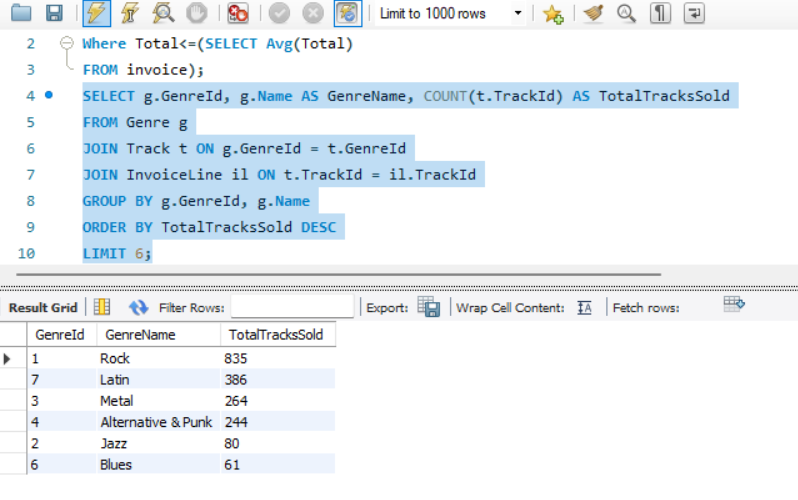 Limit to 1000 rows
2 Where Total<=(SELECT Avg(Total)
3 FROM invoice);
4 SELECT g.GenreId, g.Name AS GenreName, COUNT(t.TrackId) AS TotalTracksSold
5 FROM Genre g
6 JOIN Track t ON g.GenreId = t.GenreId
7 JOIN InvoiceLine il ON t.TrackId = il.TrackId
8 GROUP BY g.GenreId, g.Name
9 ORDER BY TotalTracksSold DESC
10 LIMIT 6;
Result Grid Filter Rows: Export: Wrap Cell Content: Fetch rows:
GenreId GenreName TotalTracksSold
1 Rock 835
7 Latin 386
3 Metal 264
4 Alternative & Punk 244
2 Jazz 80
6 Blues 61